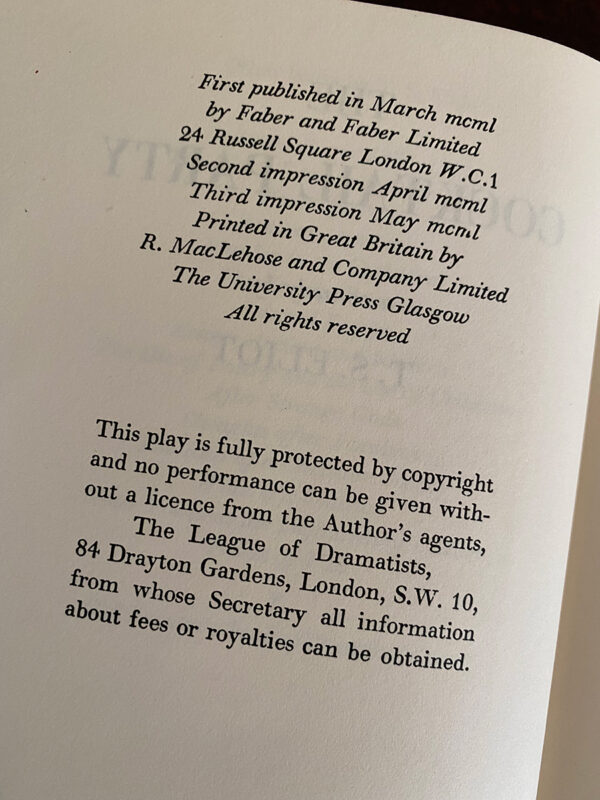 First published in March mcml
by Faber and Faber Limited
24 Russell Square London W.C.1
Second impression April mcml
Third impression May mcml
Printed in Great Britain by
R. MacLehose and Company Limited
The University Press Glasgow
All rights reserved
T. S. ELIOT
This play is fully protected by copyright
and no performance can be given with-
out a licence from the Author's agents,
The League of Dramatists,
84 Drayton Gardens, London, S.W. 10,
from whose Secretary all information
about fees or royalties can be obtained.